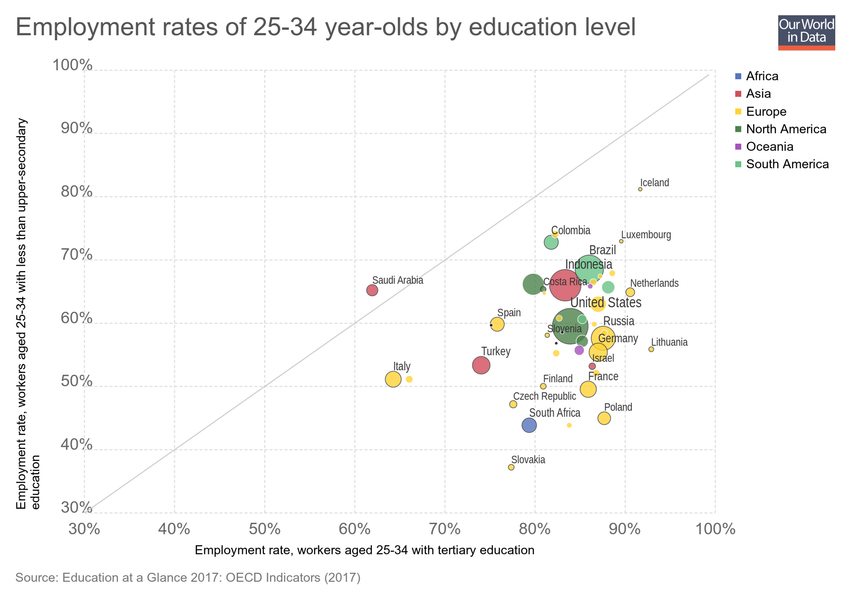 Employment rates of 25-34 year-olds by education level
Our World
in Data
Africa
Asia
Europe
North America
Oceania
South America
Employment rate, workers aged 25-34 with less than upper-secondary
education
100%
90%
80%
70%
60%
50%
40%
30%
Iceland
Colombia
Luxembourg
Brazil
Indonesia
Saudi Arabia
Costa Rica
Netherlands
United States
Spain
Russia
Slovenia
Germany
Lithuania
Turkey
Israel
Italy
Finland
France
Czech Republic
Poland
South Africa
Slovakia
30%
40%
50%
60%
70%
80%
90%
100%
Employment rate, workers aged 25-34 with tertiary education
Source: Education at a Glance 2017: OECD Indicators (2017)